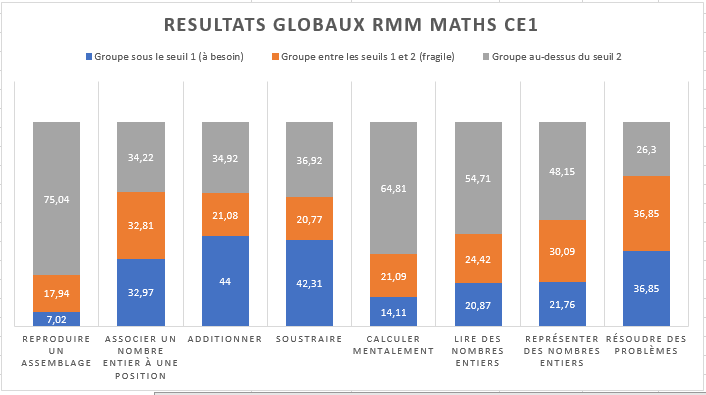 RESULTATS GLOBAUX RMM MATHS CE1
Groupe sous le seuil 1 (à besoin)
Groupe entre les seuils 1 et 2 (fragile)
Groupe au-dessus du seuil 2
75,04
34,22
34,92
36,92
64,81
54,71
48,15
26,3
17,94
32,81
21,08
20,77
21,09
24,42
30,09
36,85
7,02
32,97
44
42,31
14,11
20,87
21,76
36,85
REPRODUIRE
UN
ASSEMBLAGE
ASSOCIER UN
NOMBRE
ENTIER À UNE
POSITION
ADDITIONNER
SOUSTRAIRE
CALCULER
MENTALEMENT
LIRE DES
NOMBRES
ENTIERS
REPRÉSENTER
DES NOMBRES
ENTIERS
RÉSOUDRE DES
PROBLÈMES